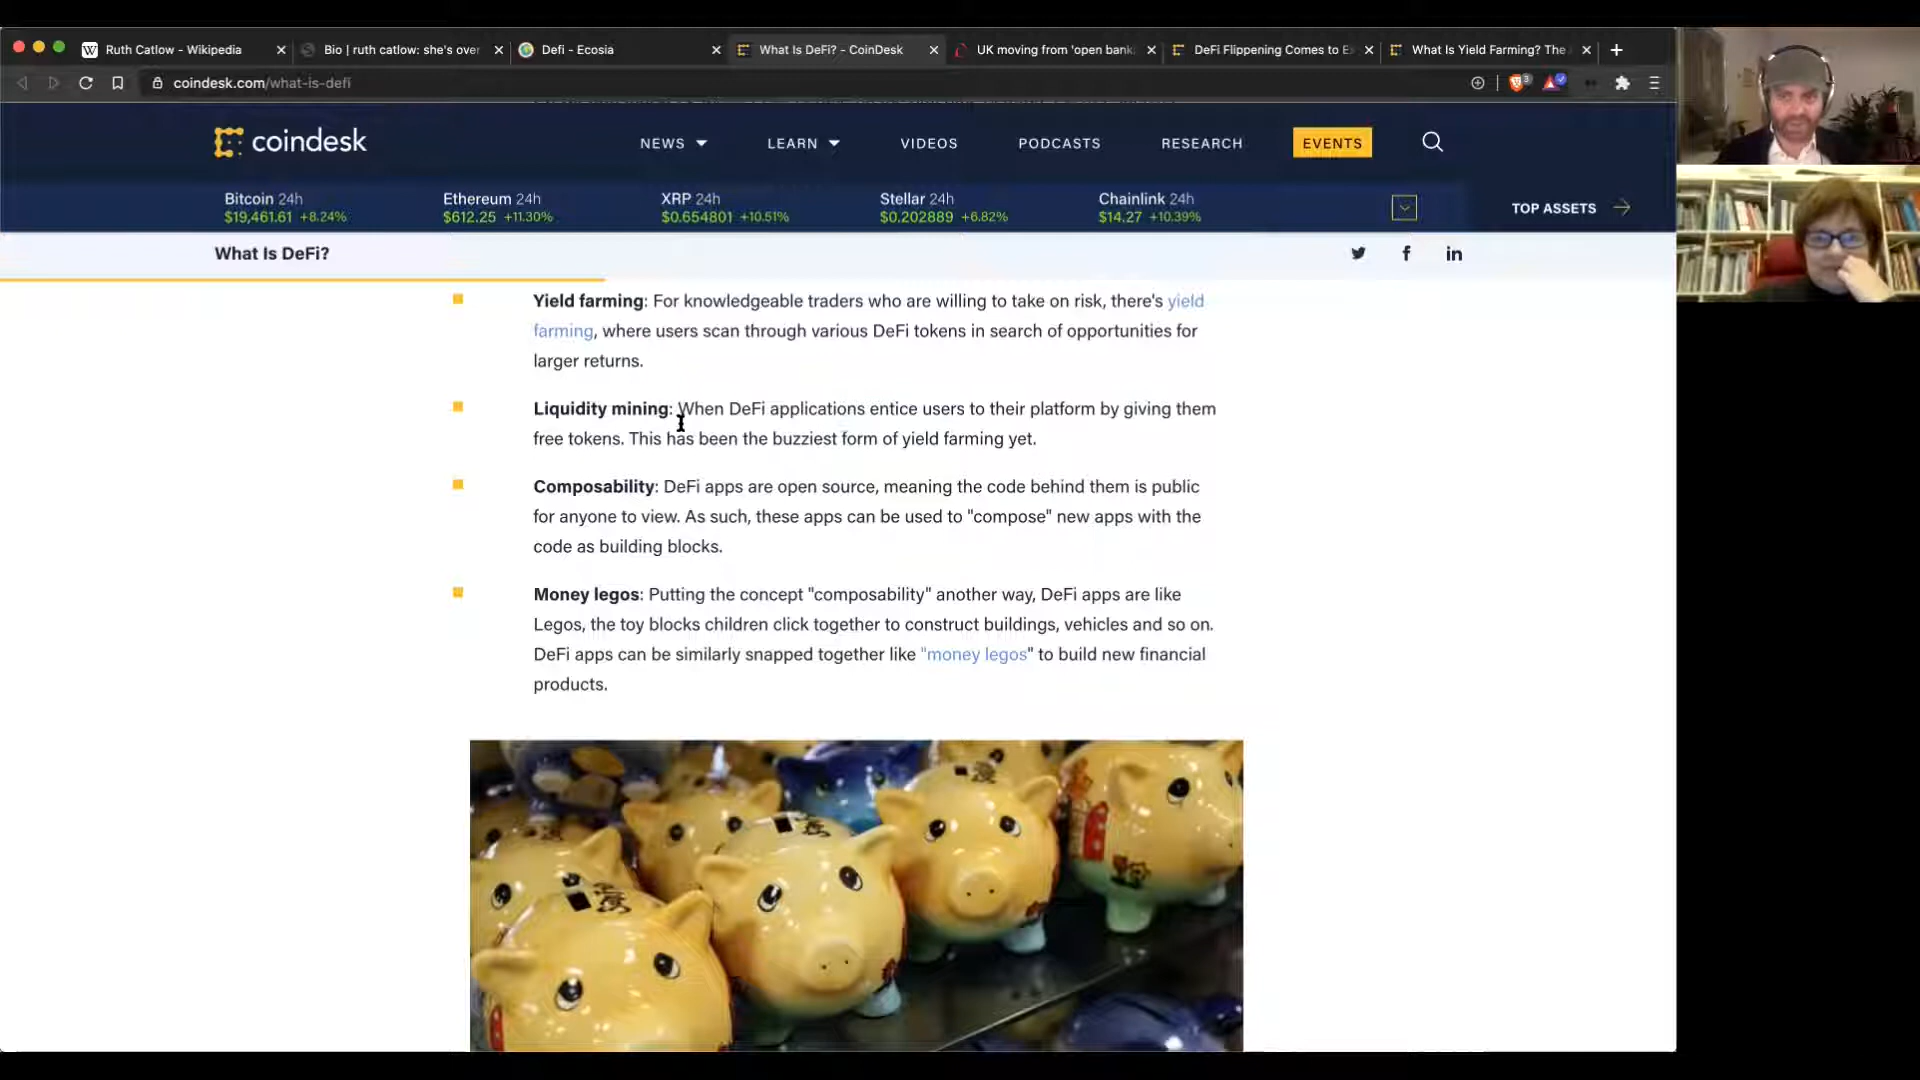 Ruth Catlow - Wikipedia
Bio | ruth catlow: she's over
Defi - Ecosia
What Is DeFi? - CoinDesk
UK moving from 'open bank
DeFi Flippening Comes to E
What Is Yield Farming? The
coindesk.com/what-is-defi
3
coindesk
NEWS
LEARN
VIDEOS
PODCASTS
RESEARCH
EVENTS
Bitcoin 24h
$19,461.61 +8.24%
Ethereum 24h
$612.25 +11.30%
XRP 24h
$0.654801 +10.51%
Stellar 24h
$0.202889 +6.82%
Chainlink 24h
$14.27 +10.39%
TOP ASSETS
What Is DeFi?
Yield farming: For knowledgeable traders who are willing to take on risk, there's yield
farming, where users scan through various DeFi tokens in search of opportunities for
larger returns.
Liquidity mining: When DeFi applications entice users to their platform by giving them
free tokens. This has been the buzziest form of yield farming yet.
Composability: DeFi apps are open source, meaning the code behind them is public
for anyone to view. As such, these apps can be used to "compose" new apps with the
code as building blocks.
Money legos: Putting the concept "composability" another way, DeFi apps are like
Legos, the toy blocks children click together to construct buildings, vehicles and so on.
DeFi apps can be similarly snapped together like "money legos" to build new financial
products.